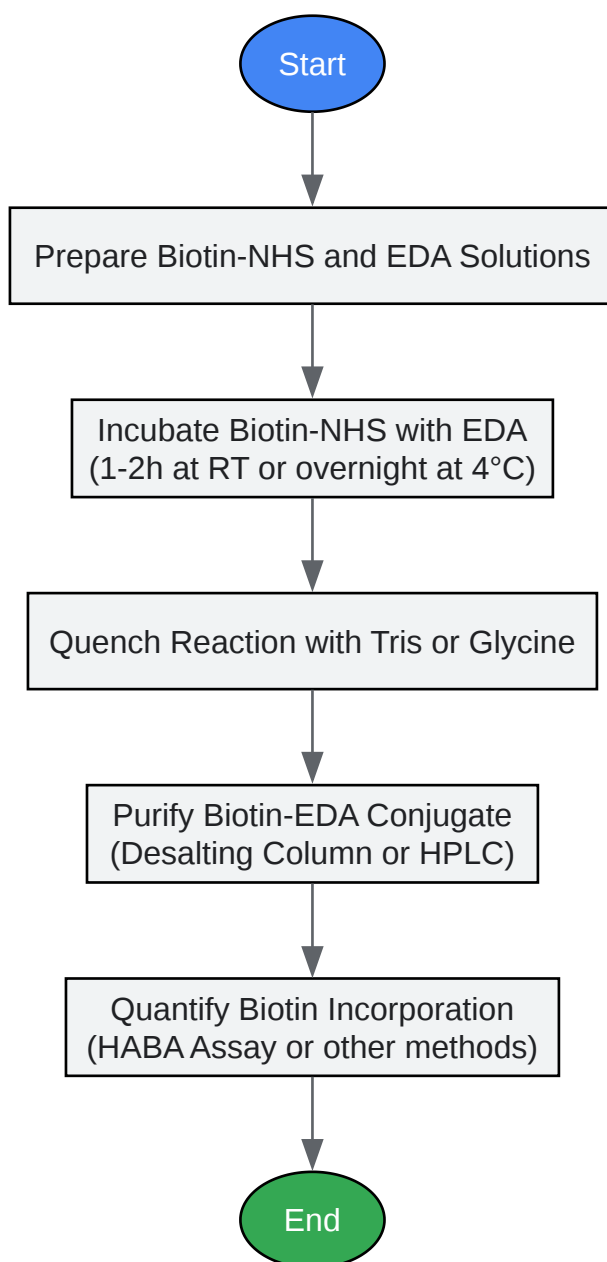 Start
Prepare Biotin-NHS and EDA Solutions
Incubate Biotin-NHS with EDA
(1-2h at RT or overnight at 4°C)
Quench Reaction with Tris or Glycine
Purify Biotin-EDA Conjugate
(Desalting Column or HPLC)
Quantify Biotin Incorporation
(HABA Assay or other methods)
End